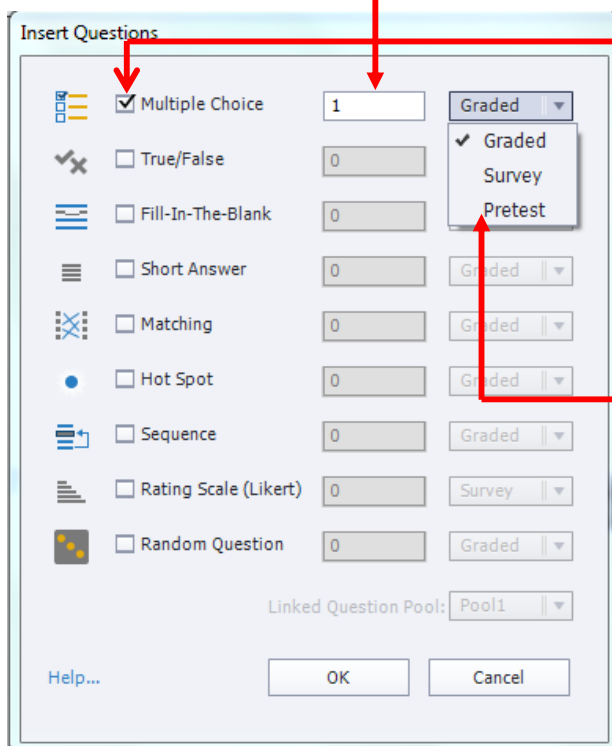 Insert Questions
Multiple Choice 1 Graded
Graded
Survey
Pretest
True/False 0
Fill-In-The-Blank 0
Short Answer 0 Graded
Matching 0 Graded
Hot Spot 0 Graded
Sequence 0 Graded
Rating Scale (Likert) 0 Survey
Random Question 0 Graded
Linked Question Pool: Pool1
Help... OK Cancel